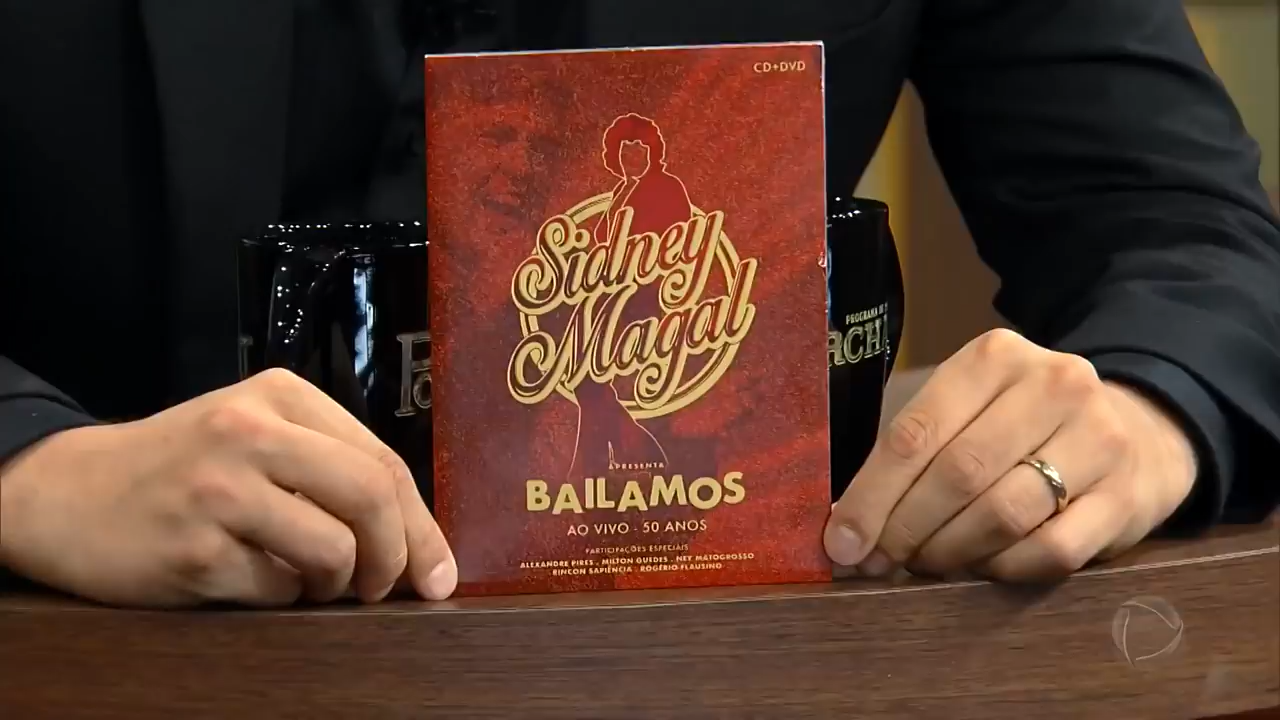 CD+DVD
Sidney
Magal
APRESENTA
BAILAMOS
AO VIVO - 50 ANOS
PARTICIPAÇÕES ESPECIAIS
ALEXANDRE PIRES . MILTON GUEDES . NEY MATOGROSSO
RINCON SAPIÊNCIA . ROGÉRIO FLAUSINO
PROGRAMA DO
RCH